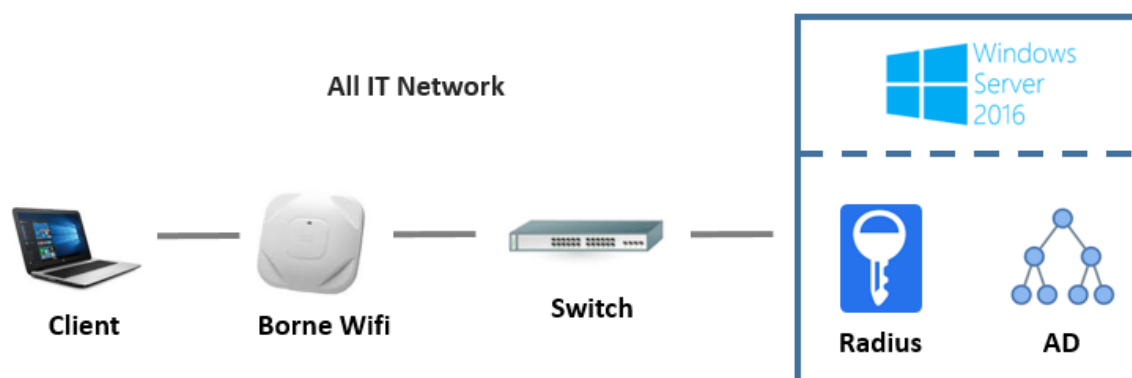 All IT Network
Windows
Server
2016
Client
Borne Wifi
Switch
Radius
AD